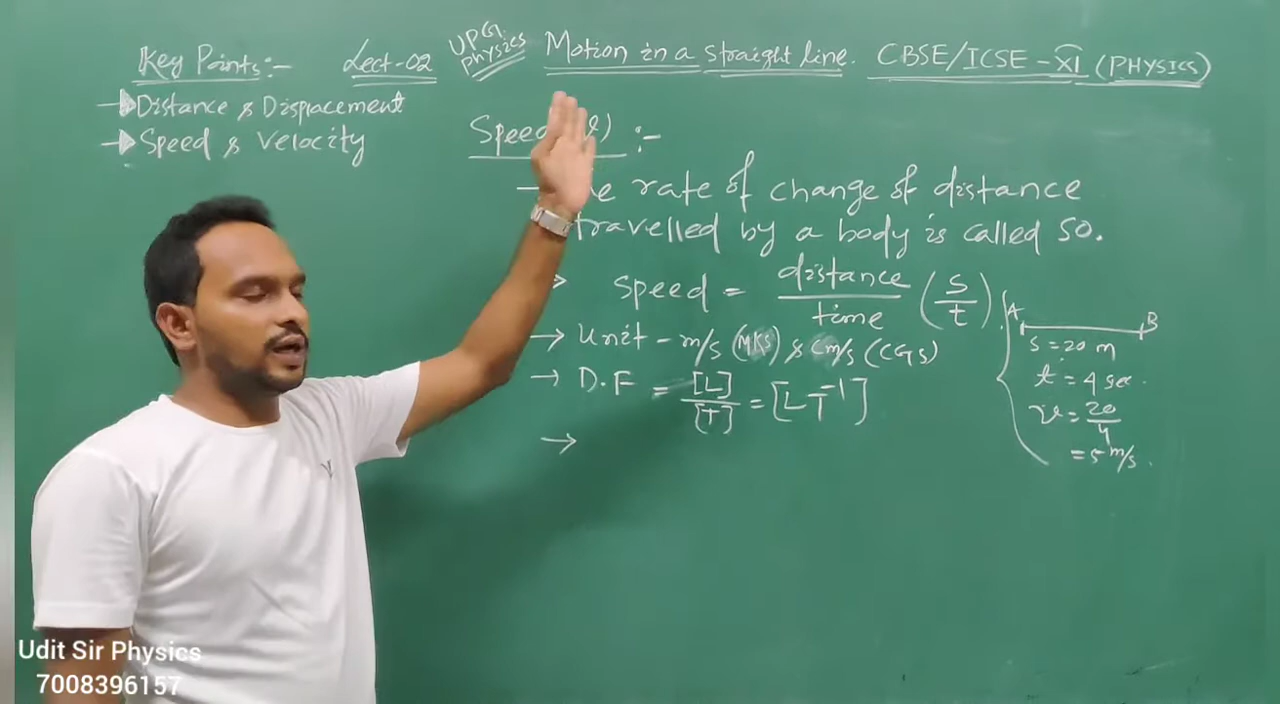 Key Points:-
Lect-02
UPG
Physics
Motion in a straight line. CBSE/ICSE - XI (PHYSICS)
Distance & Displacement
Speed & Velocity
Speed :-
rate of change of distance
travelled by a body is called so.
Speed = distance/time (s/t).
→ Unit - m/s (MKS) & cm/s (CGS)
→ D.F = [L]/[T] = [LT⁻¹]
→
A B
s = 20 m
t = 4 sec.
v = 20/4
= 5 m/s.
Udit Sir Physics
7008396157